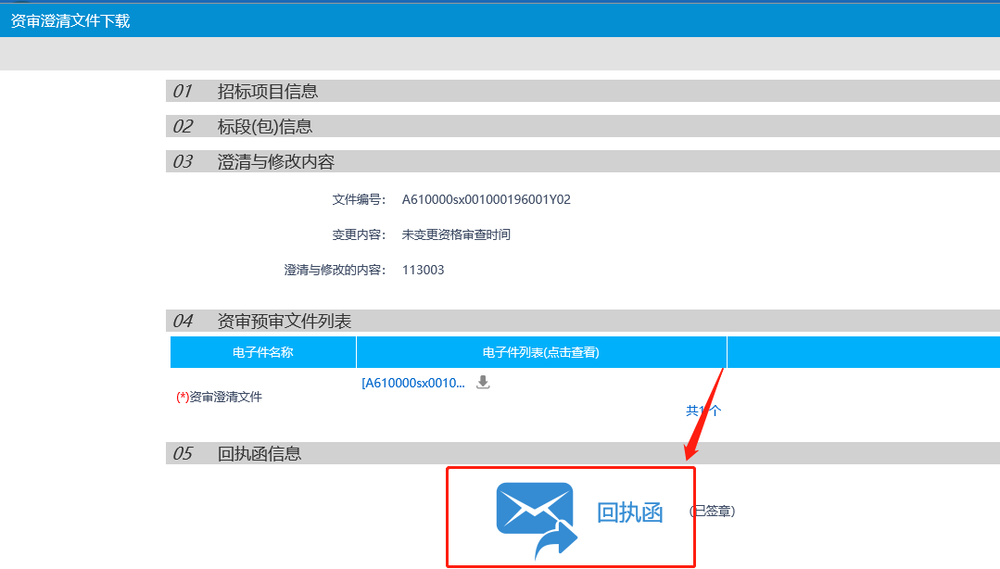 资审澄清文件下载
01 招标项目信息
02 标段(包)信息
03 澄清与修改内容
文件编号： A610000sx001000196001Y02
变更内容： 未变更资格审查时间
澄清与修改的内容： 113003
04 资审预审文件列表
电子件名称 电子件列表(点击查看)
[A610000sx0010...
(*)资审澄清文件
共1个
05 回执函信息
回执函 (已签章)